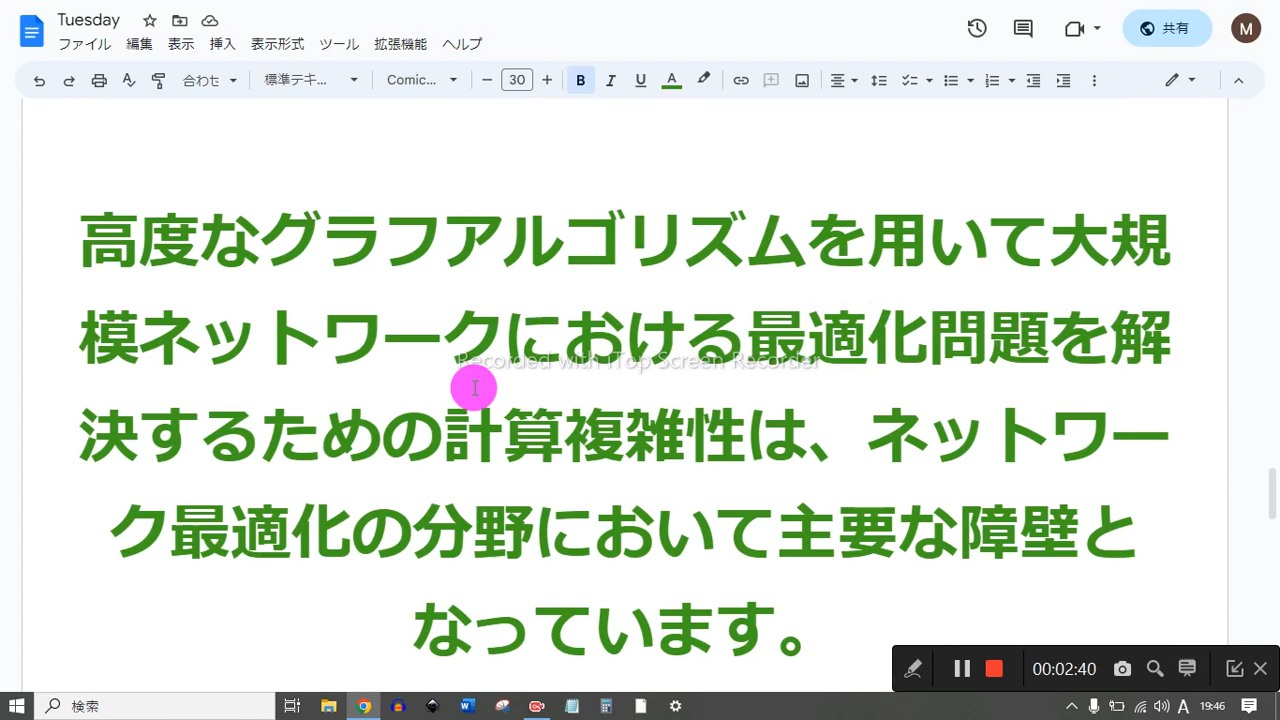 Tuesday
共有
M
ファイル 編集 表示 挿入 表示形式 ツール 拡張機能 ヘルプ
合わせ 標準テキ... Comic... − 30 + B I U A
高度なグラフアルゴリズムを用いて大規
模ネットワークにおける最適化問題を解
Recorded with iTop Screen Recorder
決するための計算複雑性は、ネットワー
ク最適化の分野において主要な障壁と
なっています。
00:02:40
検索
A 19:46